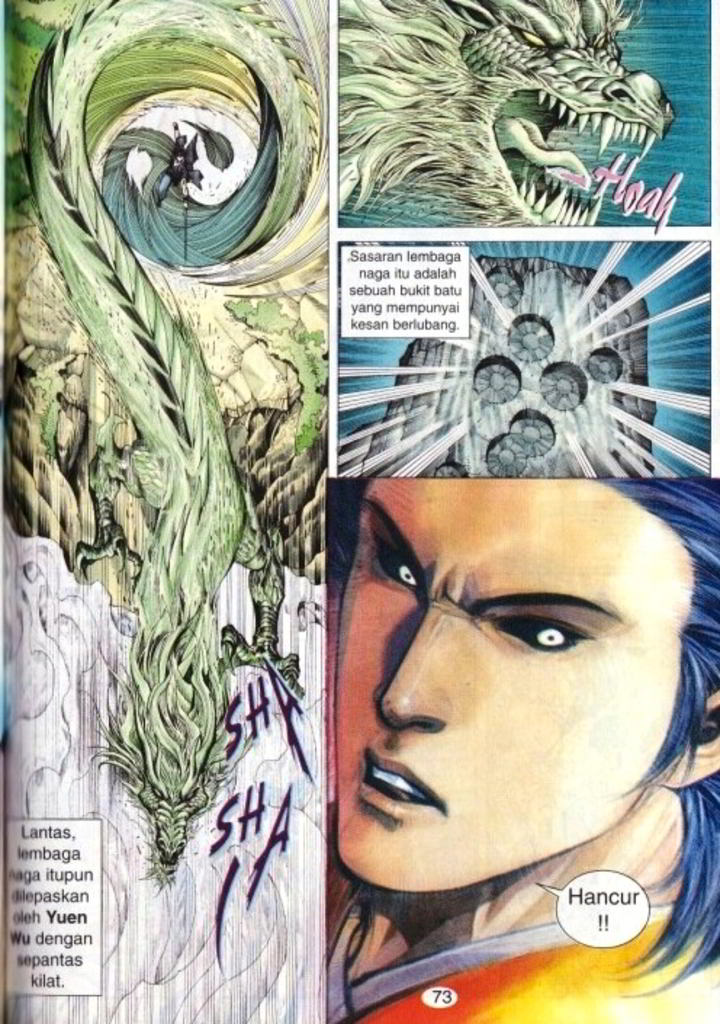 Lantas,
lembaga
naga itupun
dilepaskan
oleh Yuen
Wu dengan
sepantas
kilat.
SHA
SHA
!
Hoah
Sasaran lembaga
naga itu adalah
sebuah bukit batu
yang mempunyai
kesan berlubang.
Hancur
!!
73